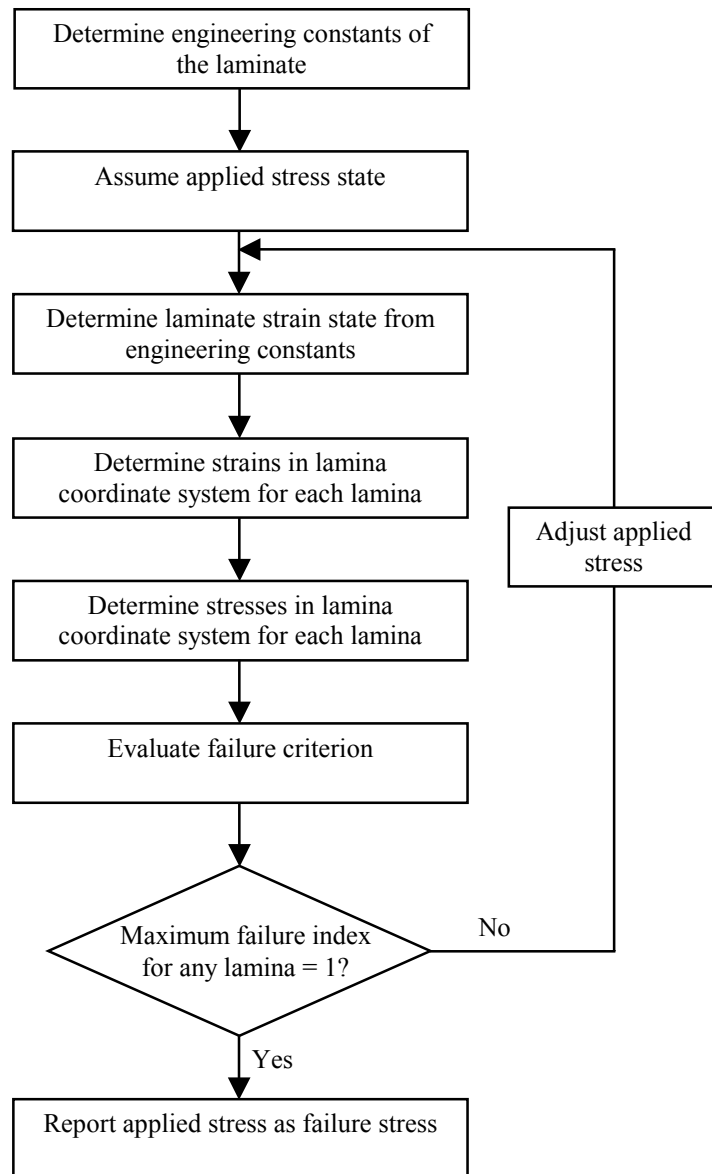 Determine engineering constants of
the laminate
Assume applied stress state
Determine laminate strain state from
engineering constants
Determine strains in lamina
coordinate system for each lamina
Adjust applied
stress
Determine stresses in lamina
coordinate system for each lamina
Evaluate failure criterion
Maximum failure index
for any lamina = 1?
No
Yes
Report applied stress as failure stress